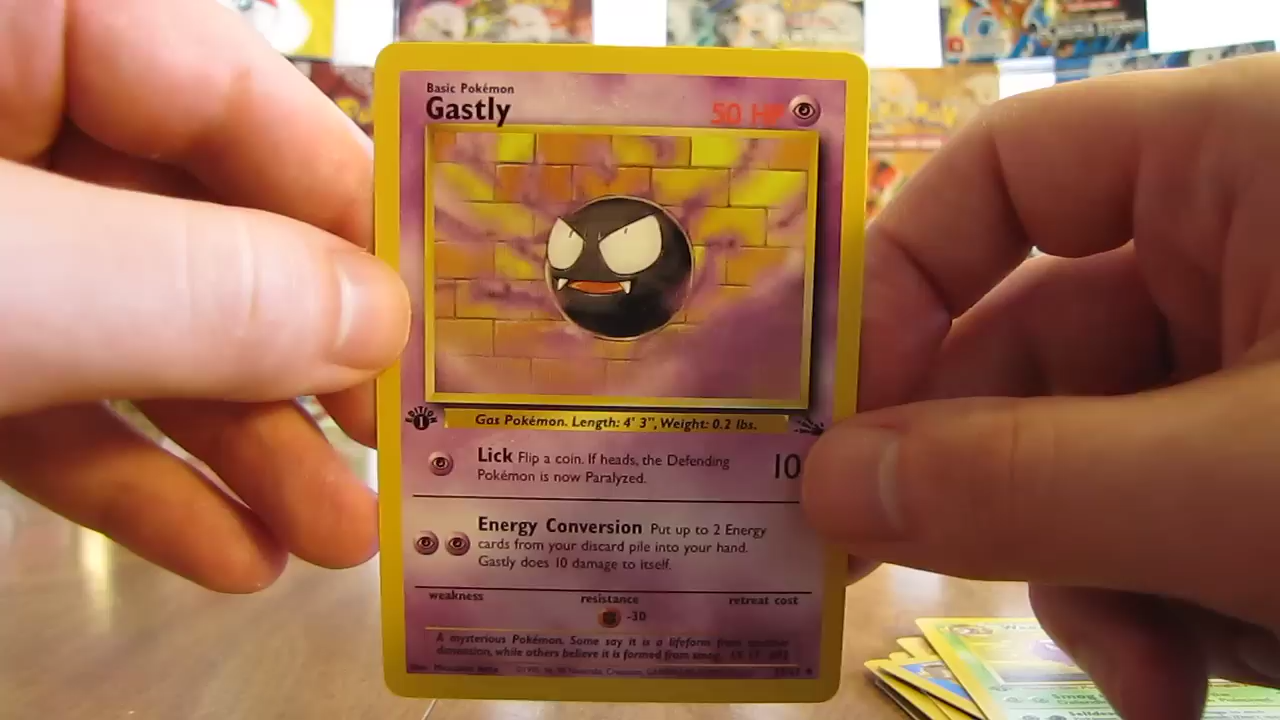 Basic Pokémon
Gastly 50 HP
EDITION
1
Gas Pokémon. Length: 4' 3", Weight: 0.2 lbs.
Lick Flip a coin. If heads, the Defending
Pokémon is now Paralyzed.
10
Energy Conversion Put up to 2 Energy
cards from your discard pile into your hand.
Gastly does 10 damage to itself.
weakness resistance retreat cost
-30
A mysterious Pokémon. Some say it is a lifeform from another
dimension, while others believe it is formed from smog.